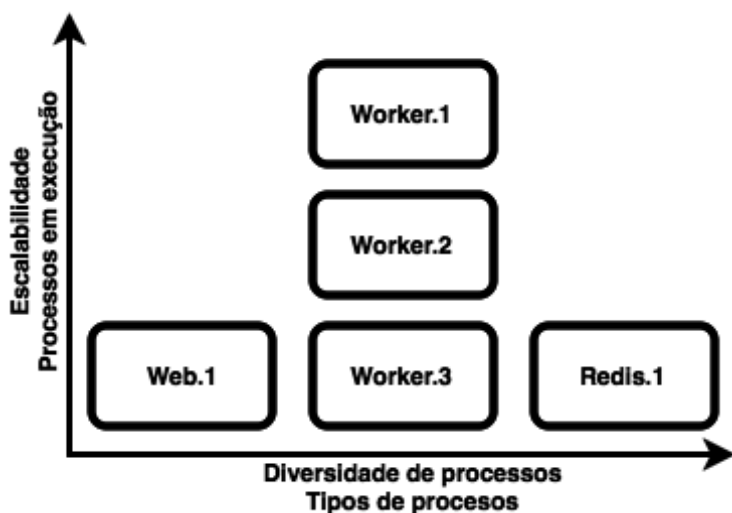 Escalabilidade
Processos em execução
Worker.1
Worker.2
Web.1
Worker.3
Redis.1
Diversidade de processos
Tipos de procesos